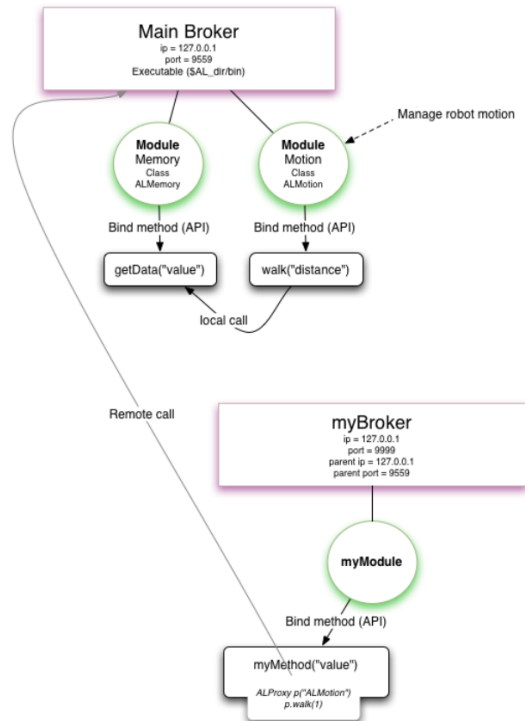 Main Broker
ip = 127.0.0.1
port = 9559
Executable ($AL_dir/bin)
Manage robot motion
Module
Memory
Class
ALMemory
Module
Motion
Class
ALMotion
Bind method (API)
Bind method (API)
getData("value")
walk("distance")
local call
Remote call
myBroker
ip = 127.0.0.1
port = 9999
parent ip = 127.0.0.1
parent port = 9559
myModule
Bind method (API)
myMethod("value")
ALProxy p("ALMotion")
p.walk(1)